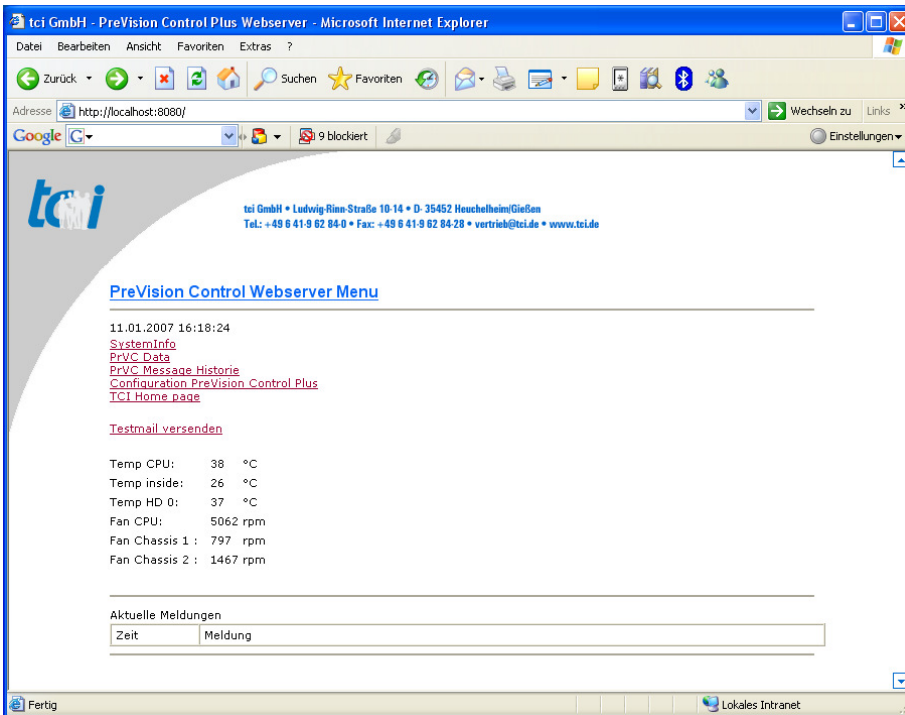 tci GmbH - PreVision Control Plus Webserver - Microsoft Internet Explorer
Datei Bearbeiten Ansicht Favoriten Extras ?
Zurück Suchen Favoriten
Adresse http://localhost:8080/ Wechseln zu Links »
Google G 9 blockiert Einstellungen
tci
tci GmbH • Ludwig-Rinn-Straße 10-14 • D- 35452 Heuchelheim/Gießen
Tel.: +49 6 41-9 62 84-0 • Fax: +49 6 41-9 62 84-28 • vertrieb@tci.de • www.tci.de
PreVision Control Webserver Menu
11.01.2007 16:18:24
SystemInfo
PrVC Data
PrVC Message Historie
Configuration PreVision Control Plus
TCI Home page
Testmail versenden
Temp CPU: 38 °C
Temp inside: 26 °C
Temp HD 0: 37 °C
Fan CPU: 5062 rpm
Fan Chassis 1 : 797 rpm
Fan Chassis 2 : 1467 rpm
Aktuelle Meldungen
Zeit Meldung
Fertig Lokales Intranet